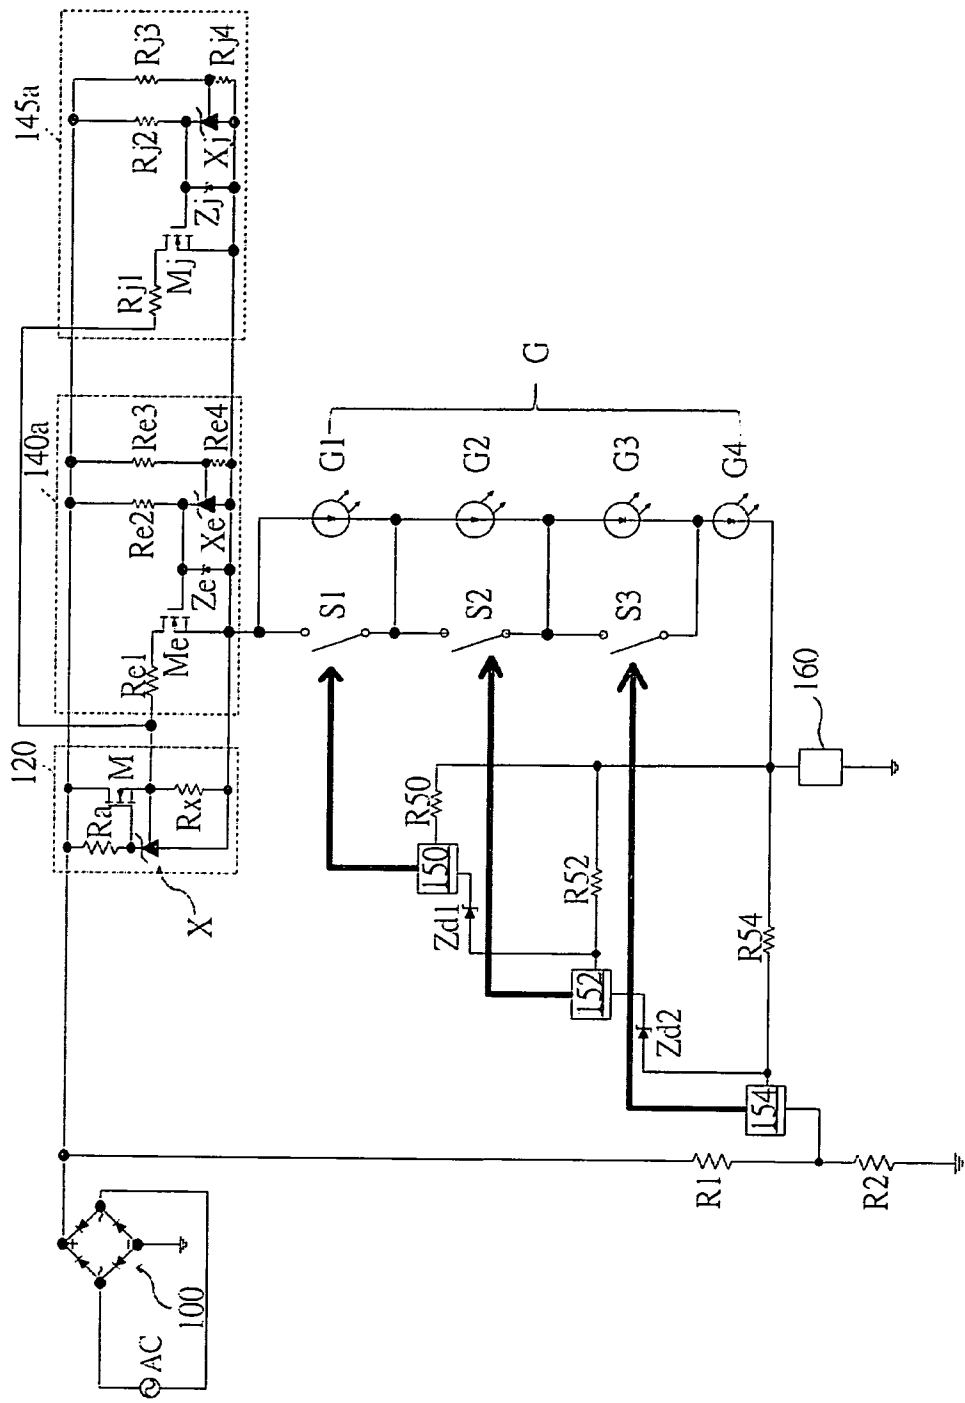 AC
100
+
~
~
−
120
Ra
M
Rx
X
140a
Re1
Me
Ze
Re2
Xe
Re3
Re4
145a
Rj1
Mj
Zj
Rj2
Xj
Rj3
Rj4
S1
S2
S3
G1
G2
G3
G4
G
150
R50
Zd1
152
R52
Zd2
154
R54
160
R1
R2